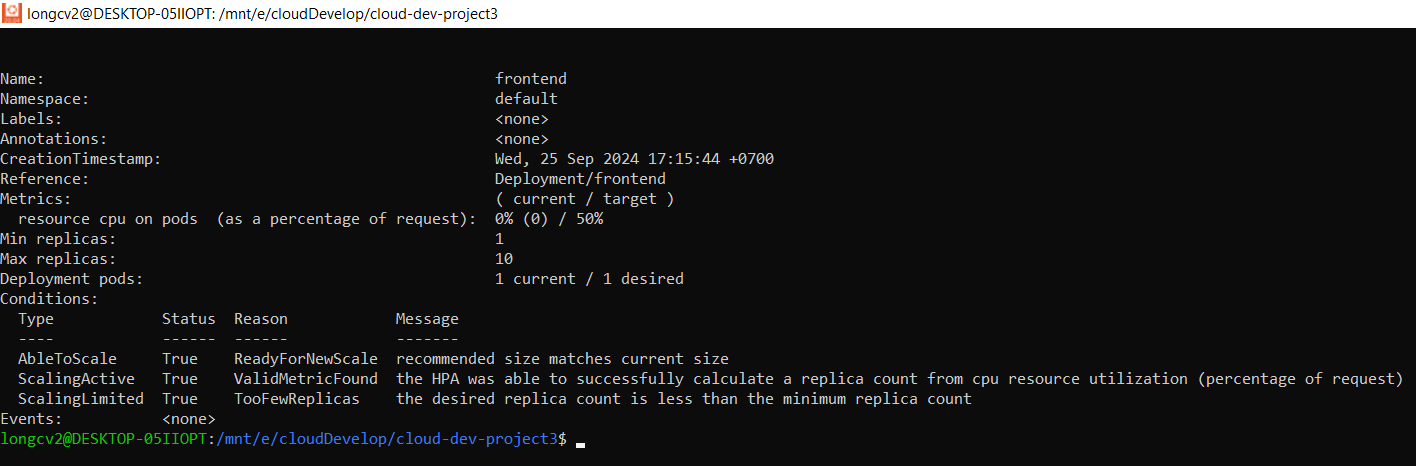 longcv2@DESKTOP-05IIOPT: /mnt/e/cloudDevelop/cloud-dev-project3
Name: frontend
Namespace: default
Labels: <none>
Annotations: <none>
CreationTimestamp: Wed, 25 Sep 2024 17:15:44 +0700
Reference: Deployment/frontend
Metrics: ( current / target )
  resource cpu on pods  (as a percentage of request): 0% (0) / 50%
Min replicas: 1
Max replicas: 10
Deployment pods: 1 current / 1 desired
Conditions:
  Type            Status  Reason            Message
  ----            ------  ------            -------
  AbleToScale     True    ReadyForNewScale  recommended size matches current size
  ScalingActive   True    ValidMetricFound  the HPA was able to successfully calculate a replica count from cpu resource utilization (percentage of request)
  ScalingLimited  True    TooFewReplicas    the desired replica count is less than the minimum replica count
Events:           <none>
longcv2@DESKTOP-05IIOPT:/mnt/e/cloudDevelop/cloud-dev-project3$